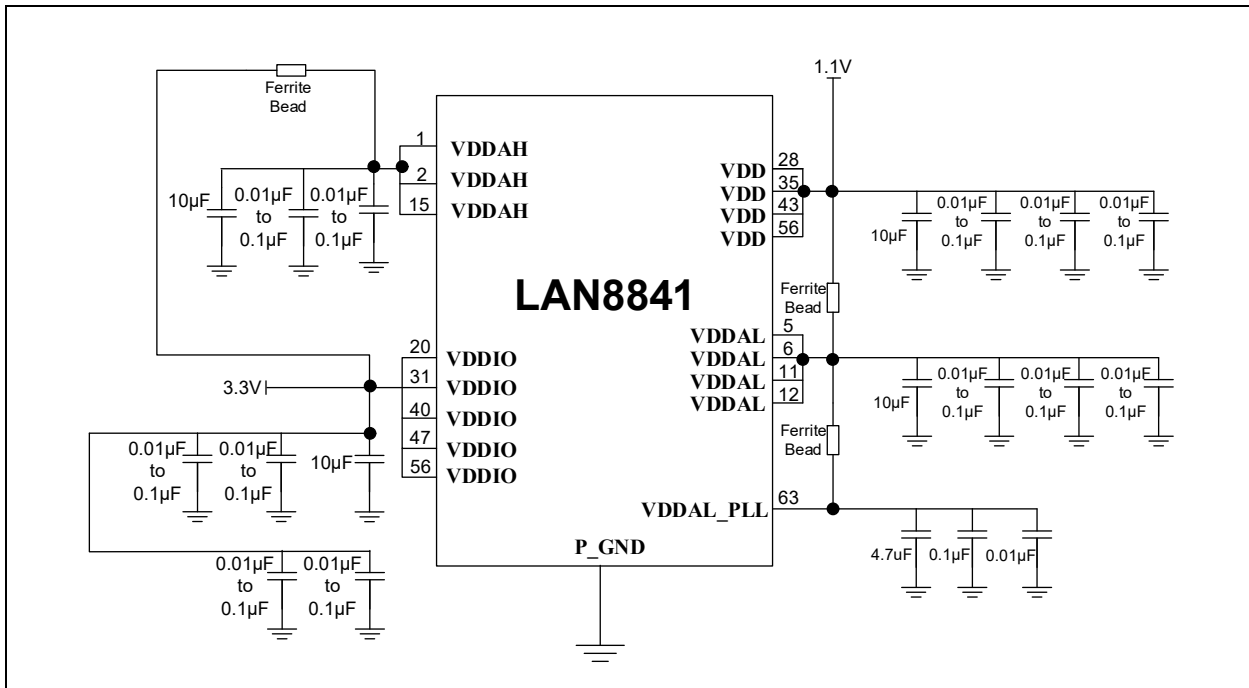 Ferrite
Bead
1.1V
1
VDDAH
2
VDDAH
15
VDDAH
10µF
0.01µF
to
0.1µF
0.01µF
to
0.1µF
28
VDD
35
VDD
43
VDD
56
VDD
10µF
0.01µF
to
0.1µF
0.01µF
to
0.1µF
0.01µF
to
0.1µF
LAN8841
Ferrite
Bead
5
VDDAL
6
VDDAL
11
VDDAL
12
VDDAL
10µF
0.01µF
to
0.1µF
0.01µF
to
0.1µF
0.01µF
to
0.1µF
20
VDDIO
3.3V
31
VDDIO
40
VDDIO
47
VDDIO
56
VDDIO
0.01µF
to
0.1µF
0.01µF
to
0.1µF
10µF
Ferrite
Bead
VDDAL_PLL
63
4.7uF
0.1µF
0.01µF
P_GND
0.01µF
to
0.1µF
0.01µF
to
0.1µF